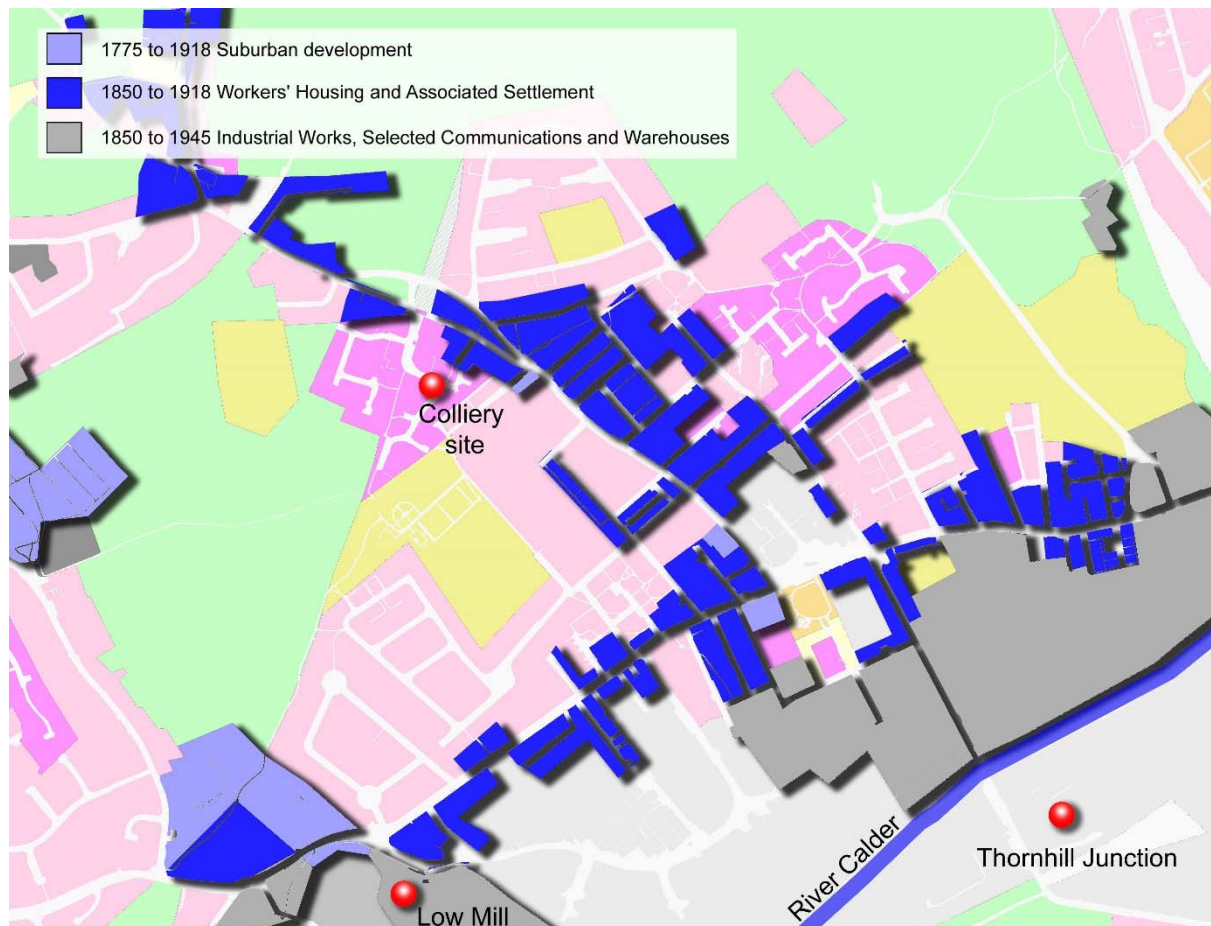 1775 to 1918 Suburban development
1850 to 1918 Workers' Housing and Associated Settlement
1850 to 1945 Industrial Works, Selected Communications and Warehouses
Colliery
site
River Calder
Thornhill Junction
Low Mill